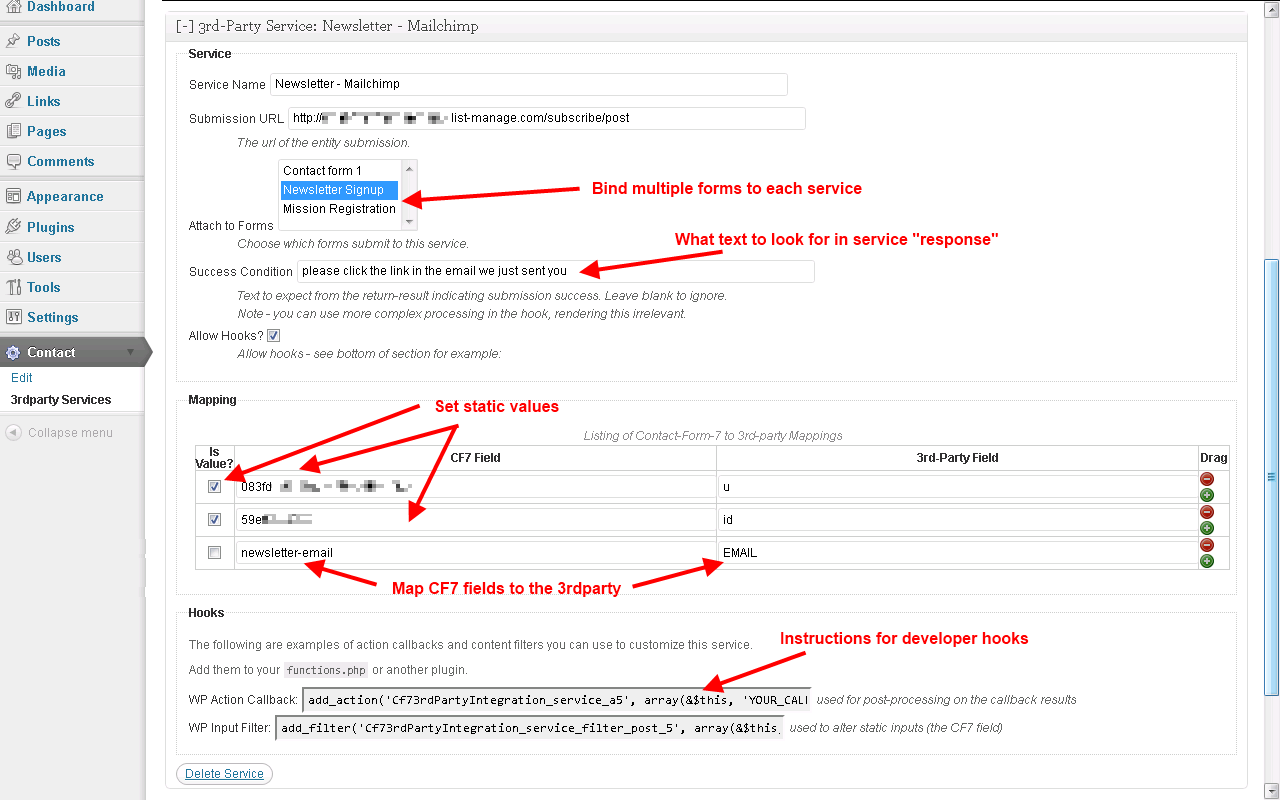 Dashboard
Posts
Media
Links
Pages
Comments
Appearance
Plugins
Users
Tools
Settings
Contact
Edit
3rdparty Services
Collapse menu
[-] 3rd-Party Service: Newsletter - Mailchimp
Service
Service Name Newsletter - Mailchimp
Submission URL http:// list-manage.com/subscribe/post
The url of the entity submission.
Contact form 1
Newsletter Signup
Mission Registration
Bind multiple forms to each service
Attach to Forms
Choose which forms submit to this service.
What text to look for in service "response"
Success Condition please click the link in the email we just sent you
Text to expect from the return-result indicating submission success. Leave blank to ignore.
Note - you can use more complex processing in the hook, rendering this irrelevant.
Allow Hooks?
Allow hooks - see bottom of section for example:
Mapping
Set static values
Listing of Contact-Form-7 to 3rd-party Mappings
Is Value? CF7 Field 3rd-Party Field Drag
083fd u
59e id
newsletter-email EMAIL
Map CF7 fields to the 3rdparty
Hooks
The following are examples of action callbacks and content filters you can use to customize this service.
Instructions for developer hooks
Add them to your functions.php or another plugin.
WP Action Callback: add_action('Cf73rdPartyIntegration_service_a5', array(&$this, 'YOUR_CALI used for post-processing on the callback results
WP Input Filter: add_filter('Cf73rdPartyIntegration_service_filter_post_5', array(&$this, used to alter static inputs (the CF7 field)
Delete Service